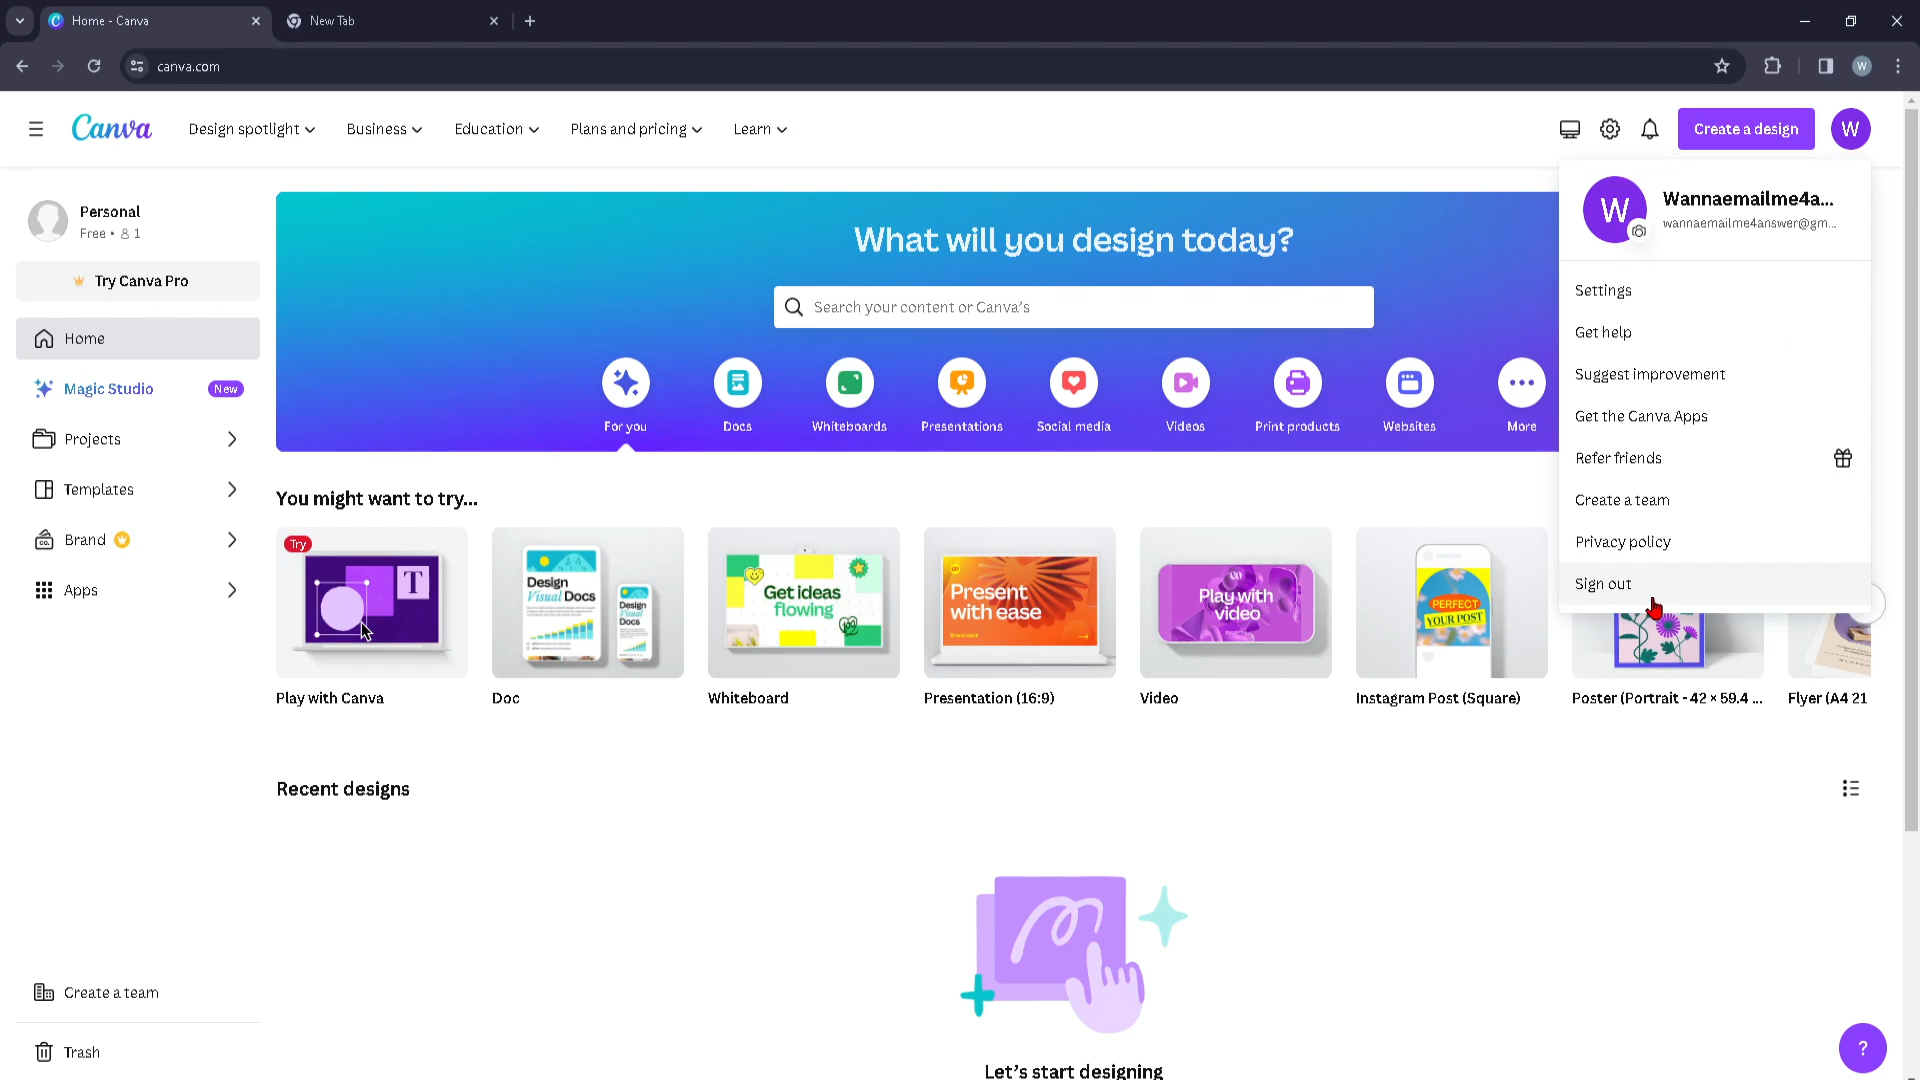 Home - Canva
New Tab
canva.com
W
Canva
Design spotlight
Business
Education
Plans and pricing
Learn
Create a design
W
Personal
Free • 1
Try Canva Pro
Home
Magic Studio
New
Projects
Templates
Brand
Apps
Create a team
Trash
What will you design today?
Search your content or Canva's
For you
Docs
Whiteboards
Presentations
Social media
Videos
Print products
Websites
More
W
Wannaemailme4a...
wannaemailme4answer@gm...
Settings
Get help
Suggest improvement
Get the Canva Apps
Refer friends
Create a team
Privacy policy
Sign out
You might want to try...
Try
T
Design
Visual Docs
Design
Visual
Docs
Get ideas
flowing
Present
with ease
Brand deck
Play with
video
PERFECT
YOUR POST
Play with Canva
Doc
Whiteboard
Presentation (16:9)
Video
Instagram Post (Square)
Poster (Portrait - 42 × 59.4 ...
Flyer (A4 21
Recent designs
Let's start designing
?